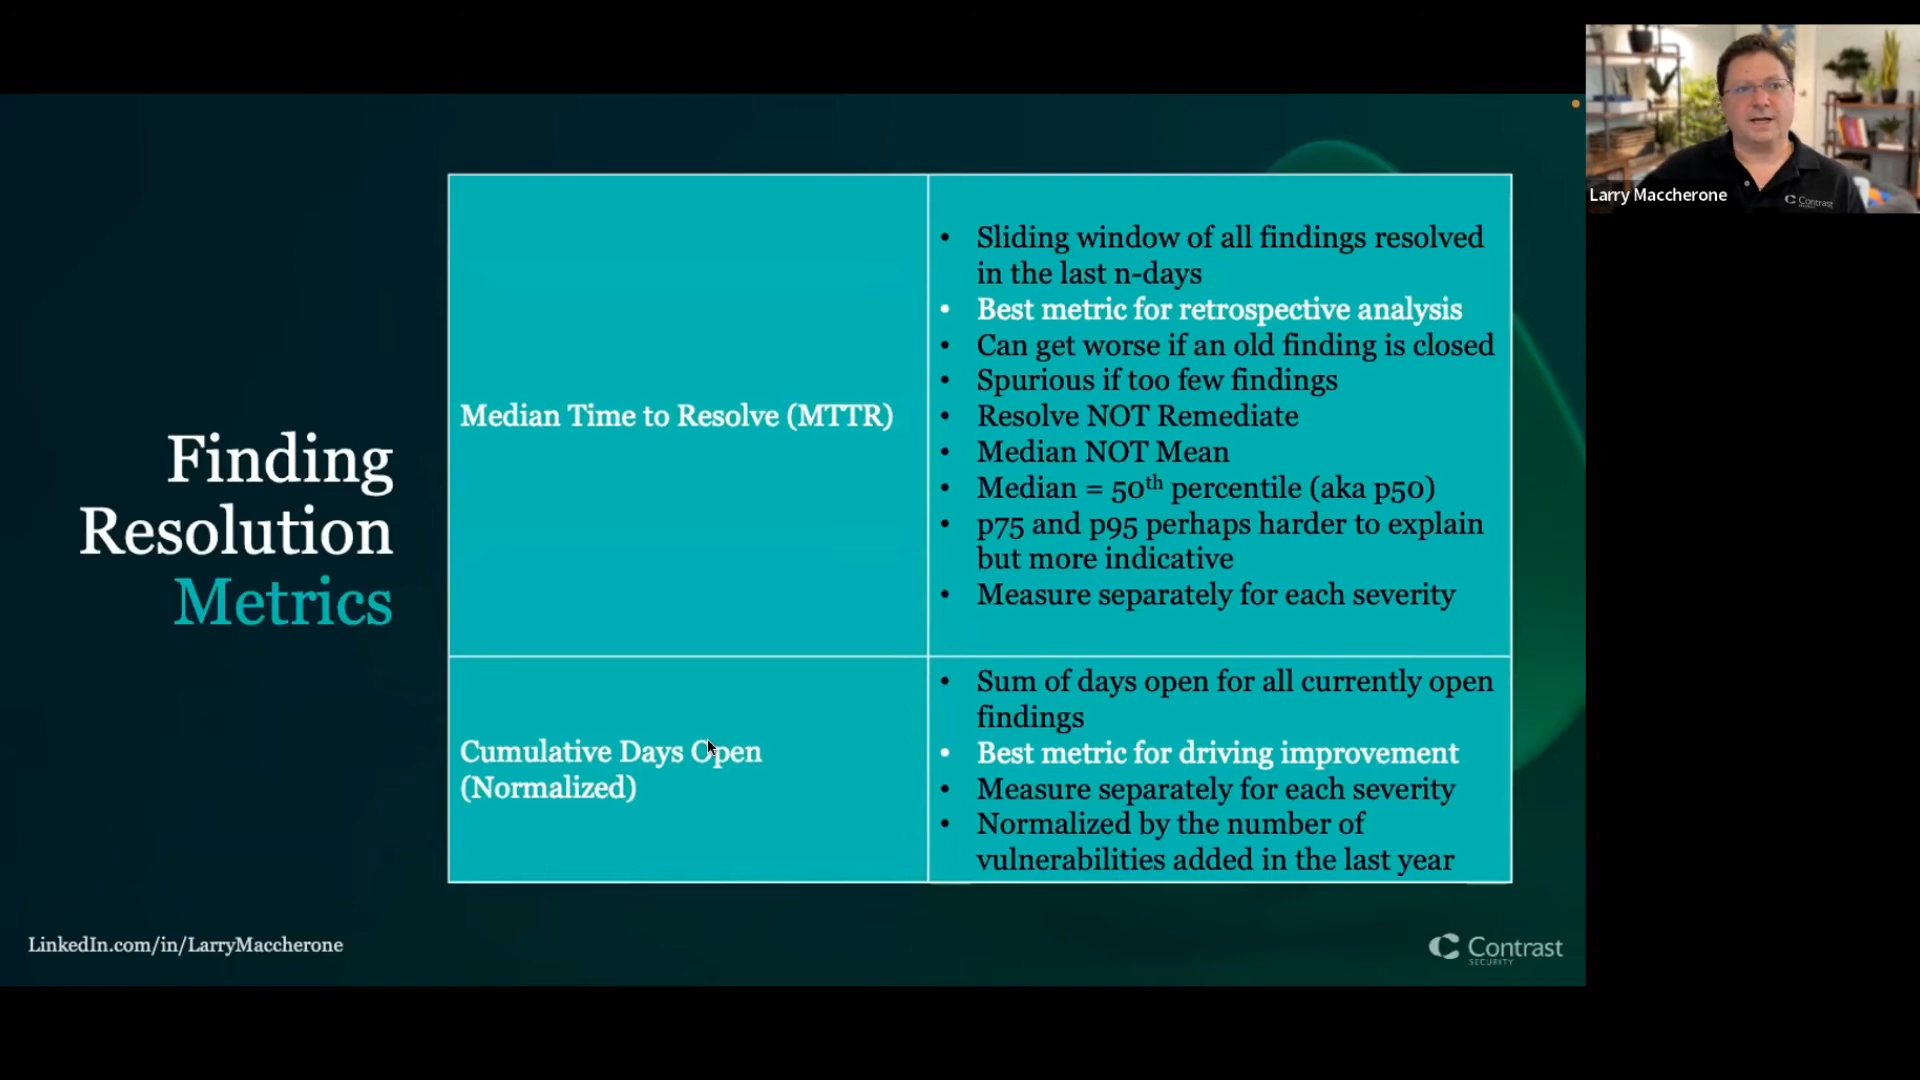 Larry Maccherone
Contrast
Finding
Resolution
Metrics
Median Time to Resolve (MTTR)
• Sliding window of all findings resolved
in the last n-days
• Best metric for retrospective analysis
• Can get worse if an old finding is closed
• Spurious if too few findings
• Resolve NOT Remediate
• Median NOT Mean
• Median = 50th percentile (aka p50)
• p75 and p95 perhaps harder to explain
but more indicative
• Measure separately for each severity
Cumulative Days Open
(Normalized)
• Sum of days open for all currently open
findings
• Best metric for driving improvement
• Measure separately for each severity
• Normalized by the number of
vulnerabilities added in the last year
LinkedIn.com/in/LarryMaccherone
Contrast
SECURITY